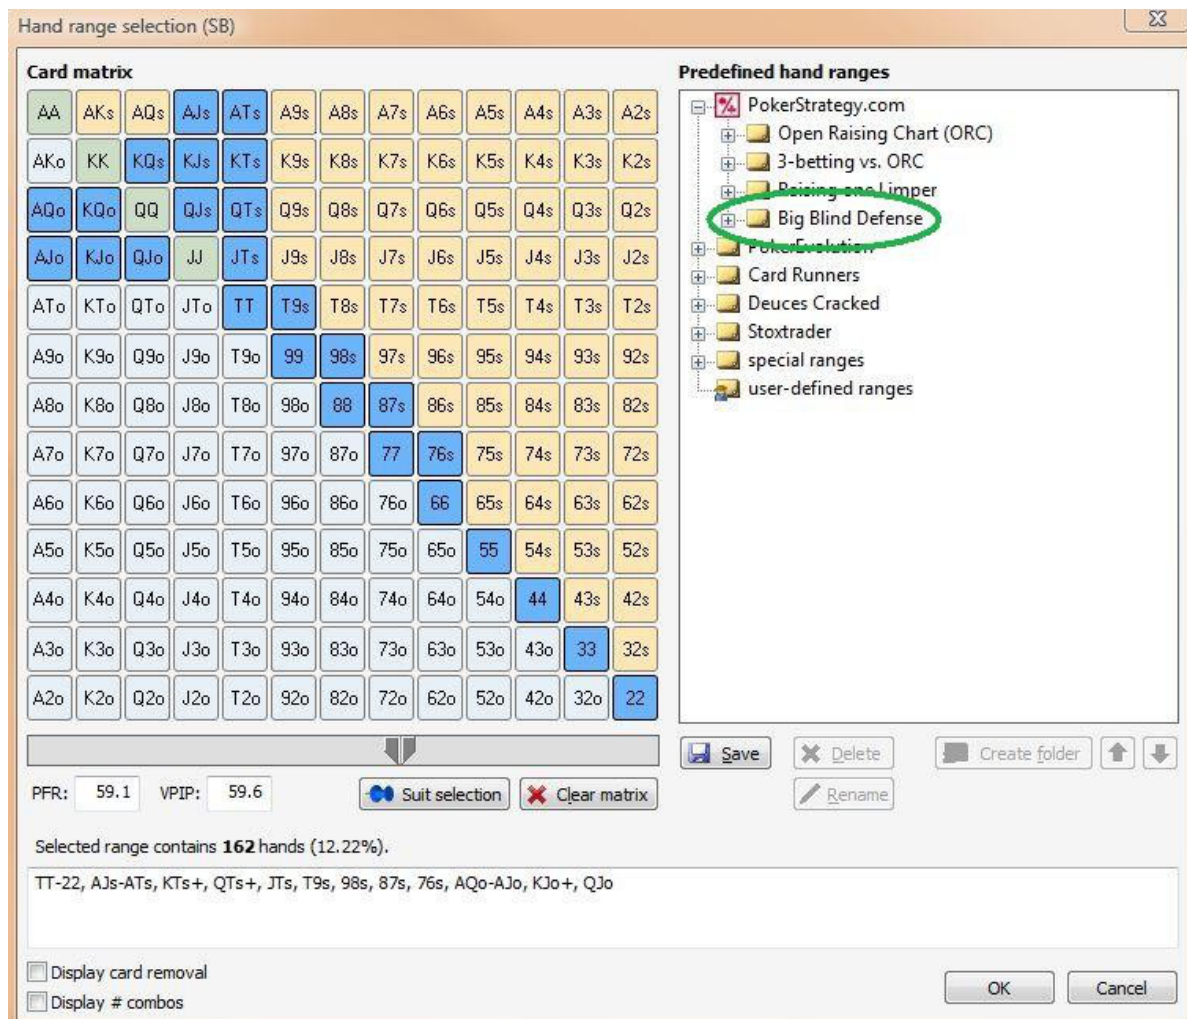 Hand range selection (SB)
Card matrix
AA AKs AQs AJs ATs A9s A8s A7s A6s A5s A4s A3s A2s
AKo KK KQs KJs KTs K9s K8s K7s K6s K5s K4s K3s K2s
AQo KQo QQ QJs QTs Q9s Q8s Q7s Q6s Q5s Q4s Q3s Q2s
AJo KJo QJo JJ JTs J9s J8s J7s J6s J5s J4s J3s J2s
ATo KTo QTo JTo TT T9s T8s T7s T6s T5s T4s T3s T2s
A9o K9o Q9o J9o T9o 99 98s 97s 96s 95s 94s 93s 92s
A8o K8o Q8o J8o T8o 98o 88 87s 86s 85s 84s 83s 82s
A7o K7o Q7o J7o T7o 97o 87o 77 76s 75s 74s 73s 72s
A6o K6o Q6o J6o T6o 96o 86o 76o 66 65s 64s 63s 62s
A5o K5o Q5o J5o T5o 95o 85o 75o 65o 55 54s 53s 52s
A4o K4o Q4o J4o T4o 94o 84o 74o 64o 54o 44 43s 42s
A3o K3o Q3o J3o T3o 93o 83o 73o 63o 53o 43o 33 32s
A2o K2o Q2o J2o T2o 92o 82o 72o 62o 52o 42o 32o 22
PFR: 59.1 VPIP: 59.6 Suit selection Clear matrix
Predefined hand ranges
PokerStrategy.com
Open Raising Chart (ORC)
3-betting vs. ORC
Raising one Limper
Big Blind Defense
PokerEvolution
Card Runners
Deuces Cracked
Stoxtrader
special ranges
user-defined ranges
Save Delete Create folder
Rename
Selected range contains 162 hands (12.22%).
TT-22, AJs-ATs, KTs+, QTs+, JTs, T9s, 98s, 87s, 76s, AQo-AJo, KJo+, QJo
Display card removal
Display # combos
OK Cancel